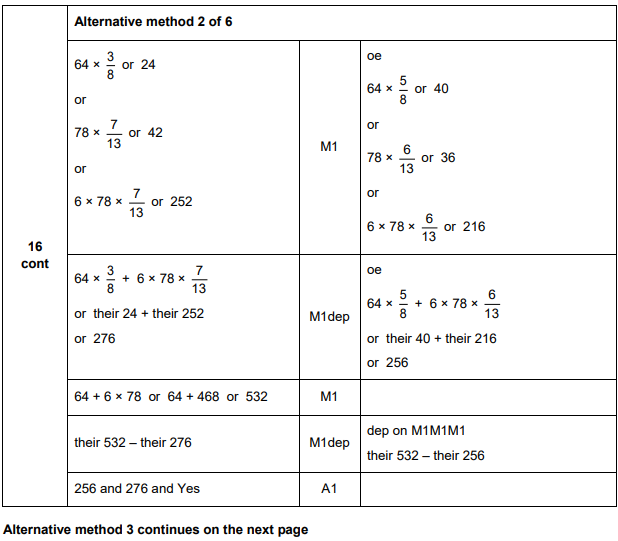 Alternative method 2 of 6
16
cont
64 × 3/8 or 24
or
78 × 7/13 or 42
or
6 × 78 × 7/13 or 252
M1
oe
64 × 5/8 or 40
or
78 × 6/13 or 36
or
6 × 78 × 6/13 or 216
64 × 3/8 + 6 × 78 × 7/13
or their 24 + their 252
or 276
M1dep
oe
64 × 5/8 + 6 × 78 × 6/13
or their 40 + their 216
or 256
64 + 6 × 78 or 64 + 468 or 532
M1
their 532 – their 276
M1dep
dep on M1M1M1
their 532 – their 256
256 and 276 and Yes
A1
Alternative method 3 continues on the next page